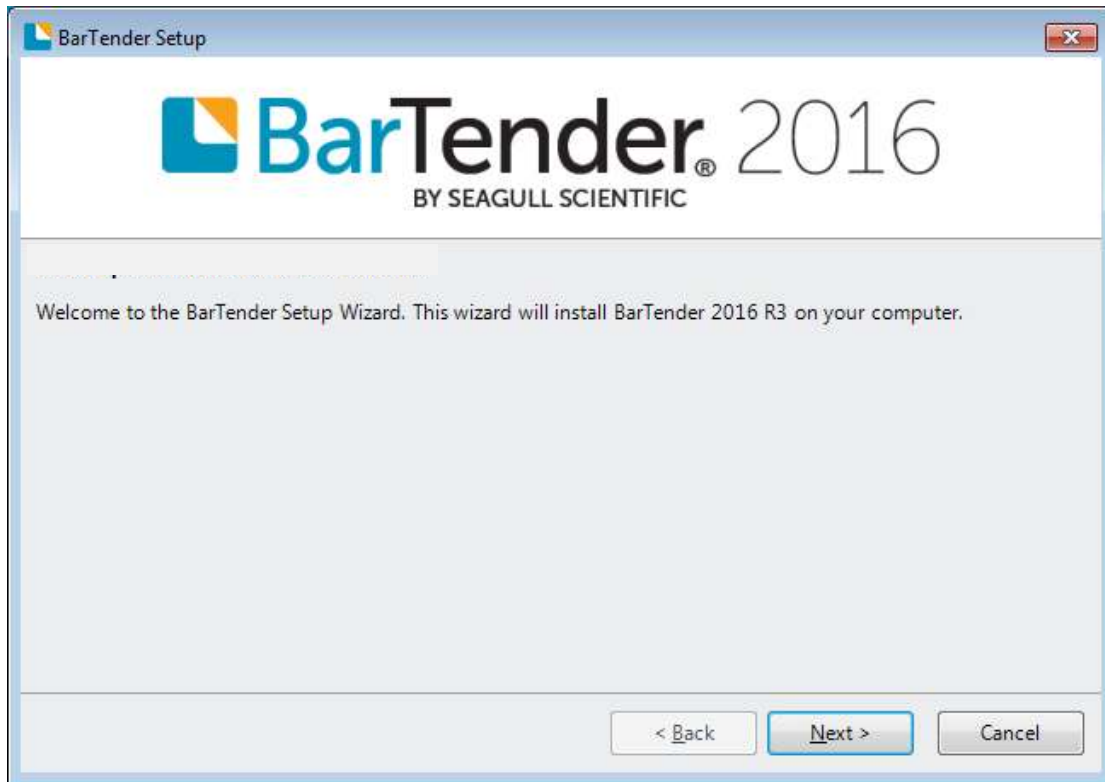 BarTender Setup
BarTender® 2016
BY SEAGULL SCIENTIFIC
Welcome to the BarTender Setup Wizard. This wizard will install BarTender 2016 R3 on your computer.
< Back Next > Cancel